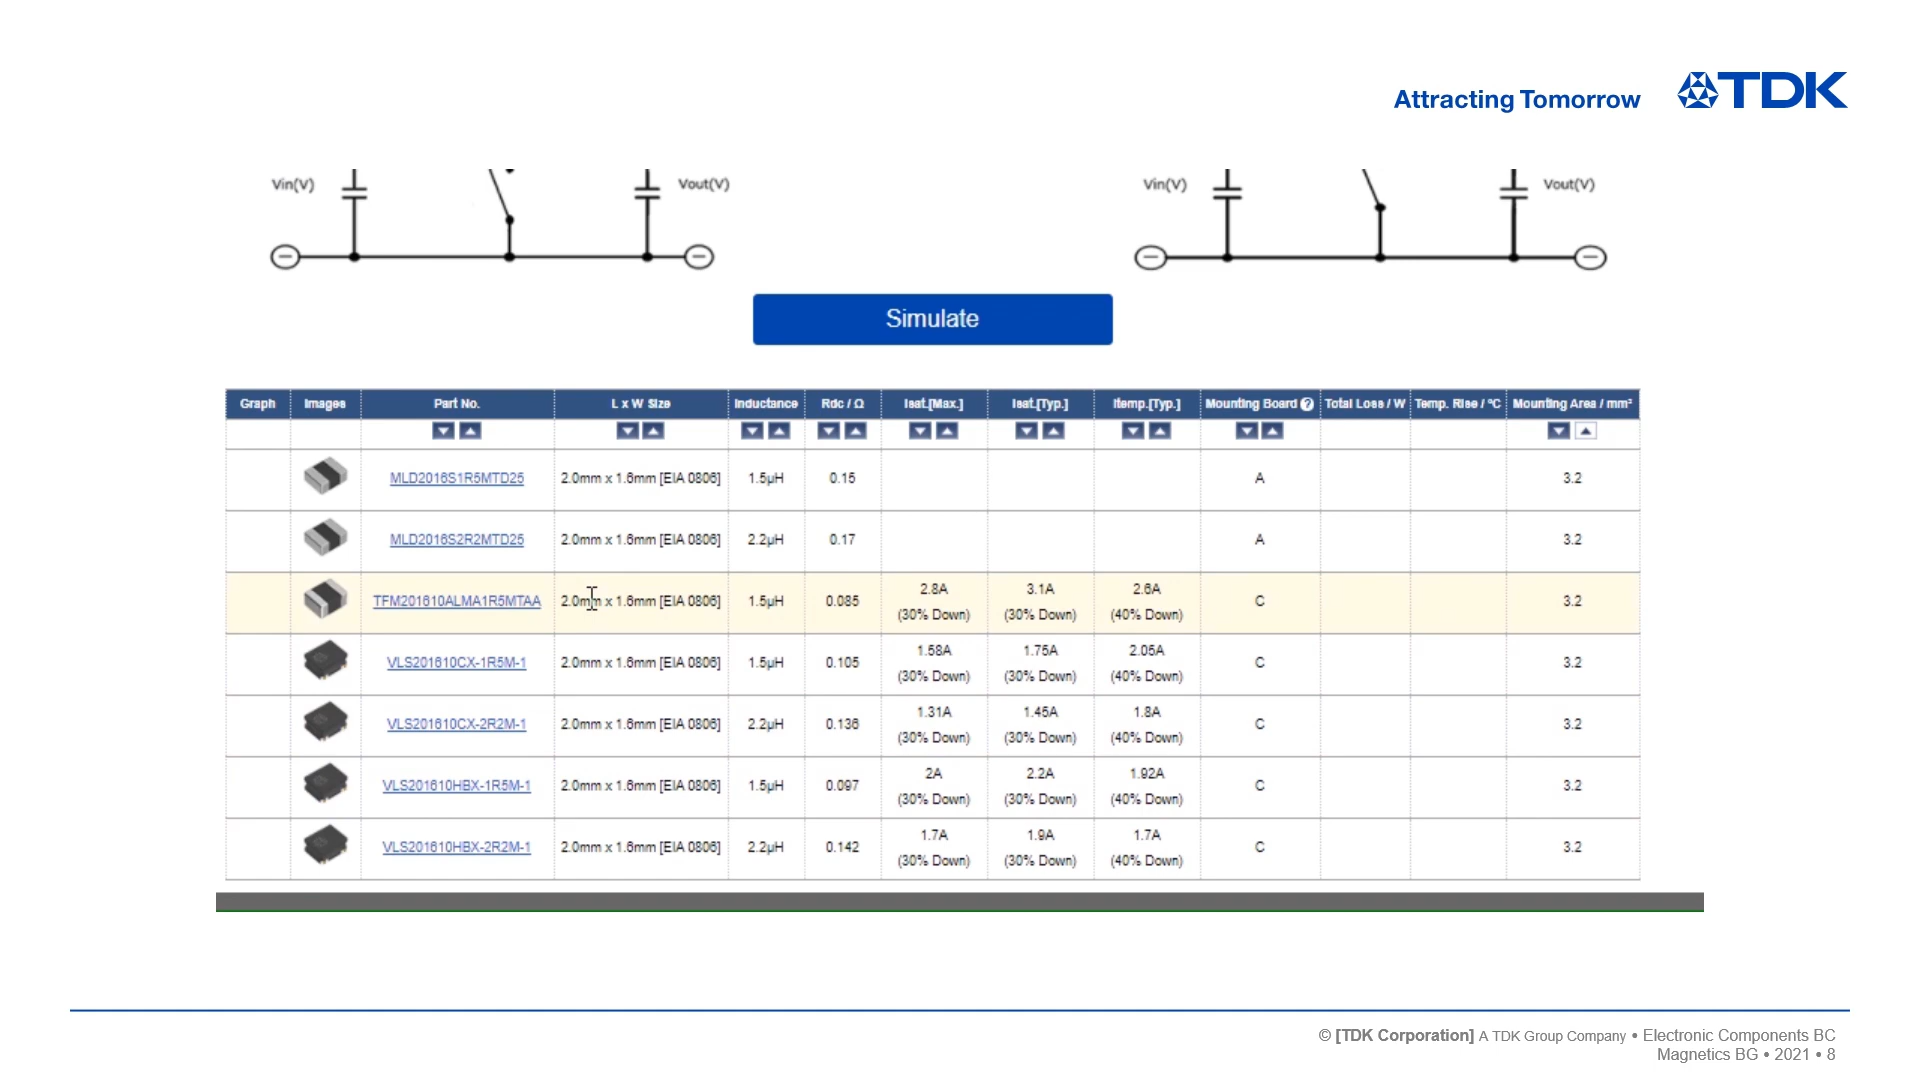 Attracting Tomorrow TDK
Vin(V) Vout(V) Vin(V) Vout(V)
Simulate
Graph Images Part No. L x W Size Inductance Rdc / Ω Isat.[Max.] Isat.[Typ.] Itemp.[Typ.] Mounting Board ? Total Loss / W Temp. Rise / °C Mounting Area / mm²
MLD2016S1R5MTD25 2.0mm x 1.6mm [EIA 0806] 1.5µH 0.15 A 3.2
MLD2016S2R2MTD25 2.0mm x 1.6mm [EIA 0806] 2.2µH 0.17 A 3.2
TFM201610ALMA1R5MTAA 2.0mm x 1.6mm [EIA 0806] 1.5µH 0.085 2.8A (30% Down) 3.1A (30% Down) 2.6A (40% Down) C 3.2
VLS201610CX-1R5M-1 2.0mm x 1.6mm [EIA 0806] 1.5µH 0.105 1.58A (30% Down) 1.75A (30% Down) 2.05A (40% Down) C 3.2
VLS201610CX-2R2M-1 2.0mm x 1.6mm [EIA 0806] 2.2µH 0.136 1.31A (30% Down) 1.45A (30% Down) 1.8A (40% Down) C 3.2
VLS201610HBX-1R5M-1 2.0mm x 1.6mm [EIA 0806] 1.5µH 0.097 2A (30% Down) 2.2A (30% Down) 1.92A (40% Down) C 3.2
VLS201610HBX-2R2M-1 2.0mm x 1.6mm [EIA 0806] 2.2µH 0.142 1.7A (30% Down) 1.9A (30% Down) 1.7A (40% Down) C 3.2
© [TDK Corporation] A TDK Group Company • Electronic Components BC
Magnetics BG • 2021 • 8